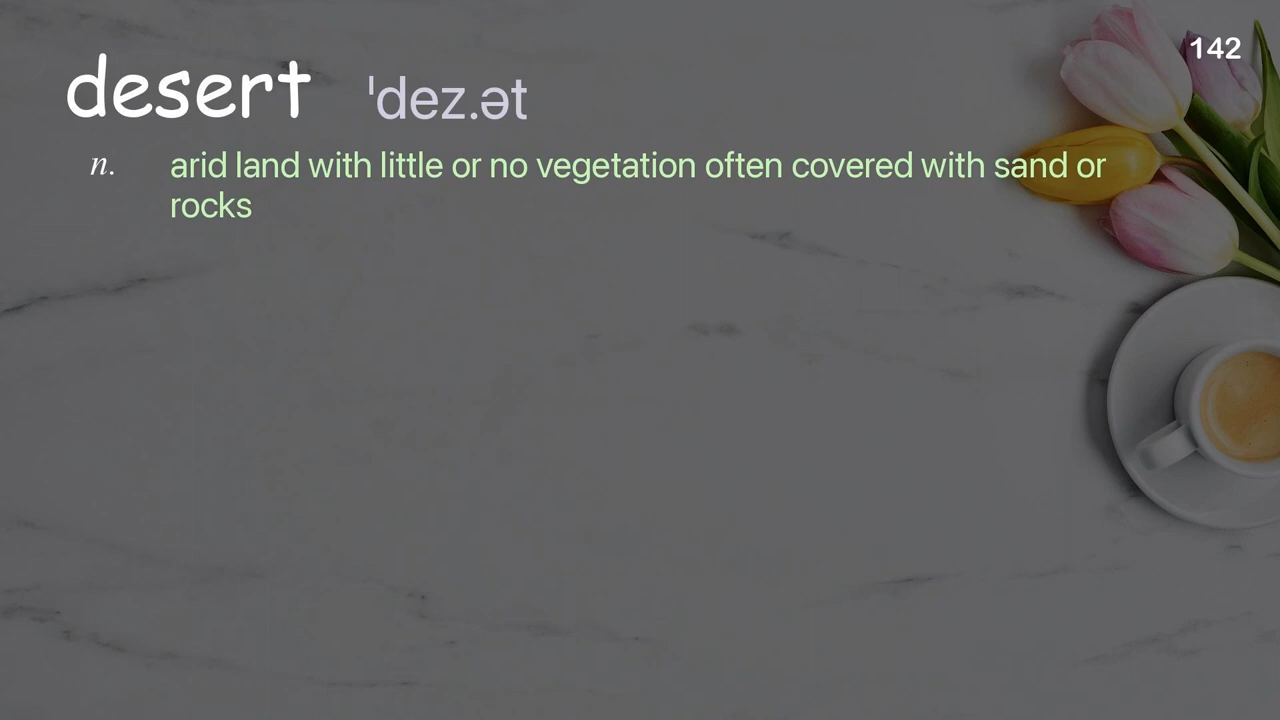 142
desert ˈdez.ət
n. arid land with little or no vegetation often covered with sand or
rocks